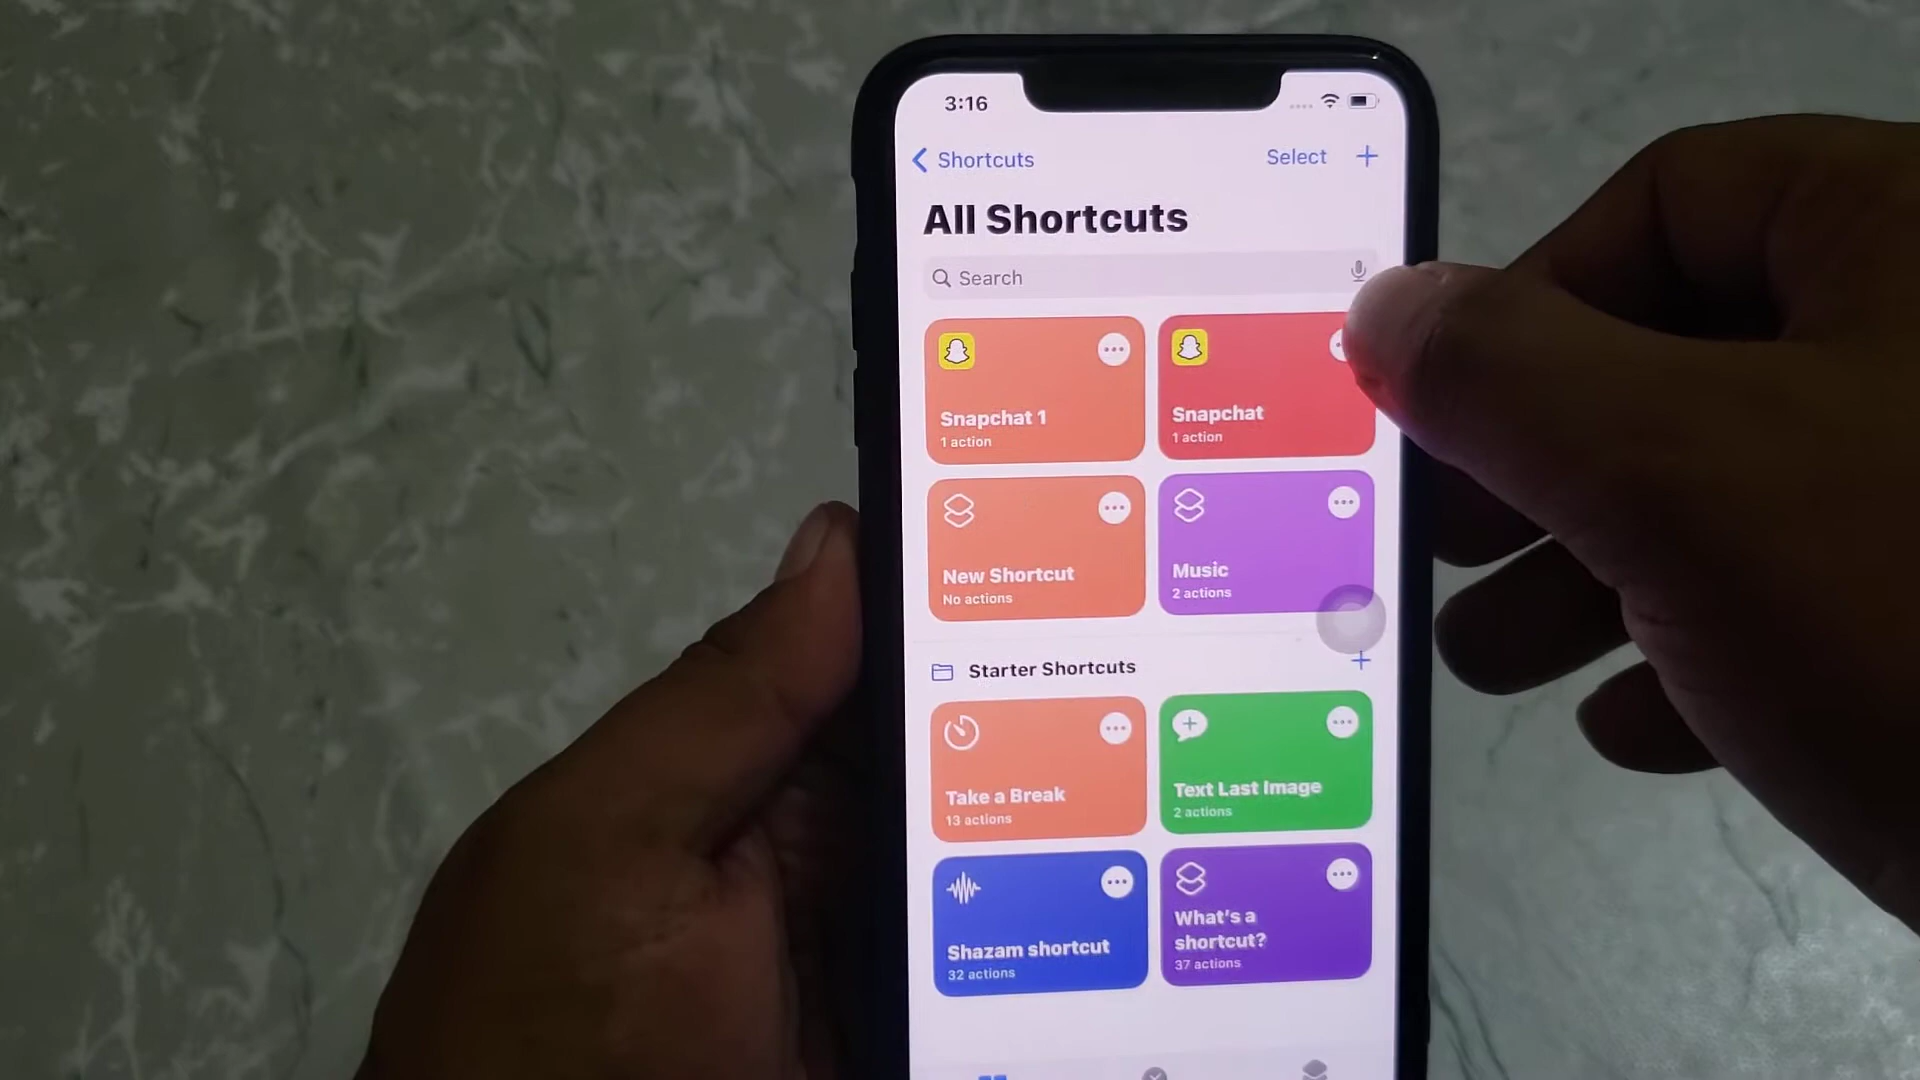 3:16
Shortcuts
Select
All Shortcuts
Search
Snapchat 1
1 action
Snapchat
1 action
New Shortcut
No actions
Music
2 actions
Starter Shortcuts
Take a Break
13 actions
Text Last Image
2 actions
Shazam shortcut
32 actions
What's a
shortcut?
37 actions